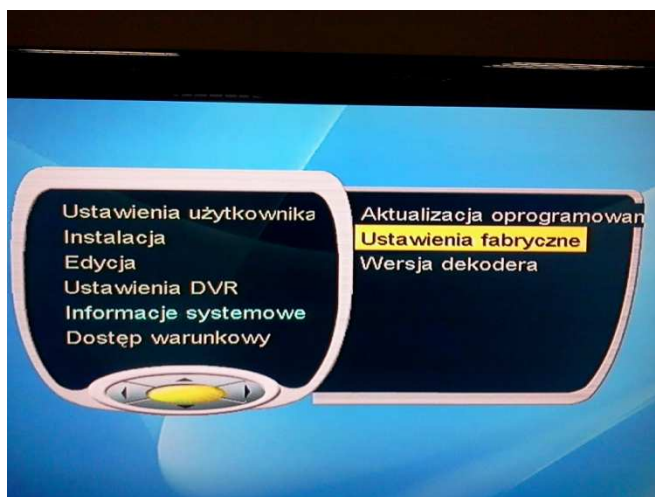 Ustawienia użytkownika
Instalacja
Edycja
Ustawienia DVR
Informacje systemowe
Dostęp warunkowy
Aktualizacja oprogramowan
Ustawienia fabryczne
Wersja dekodera